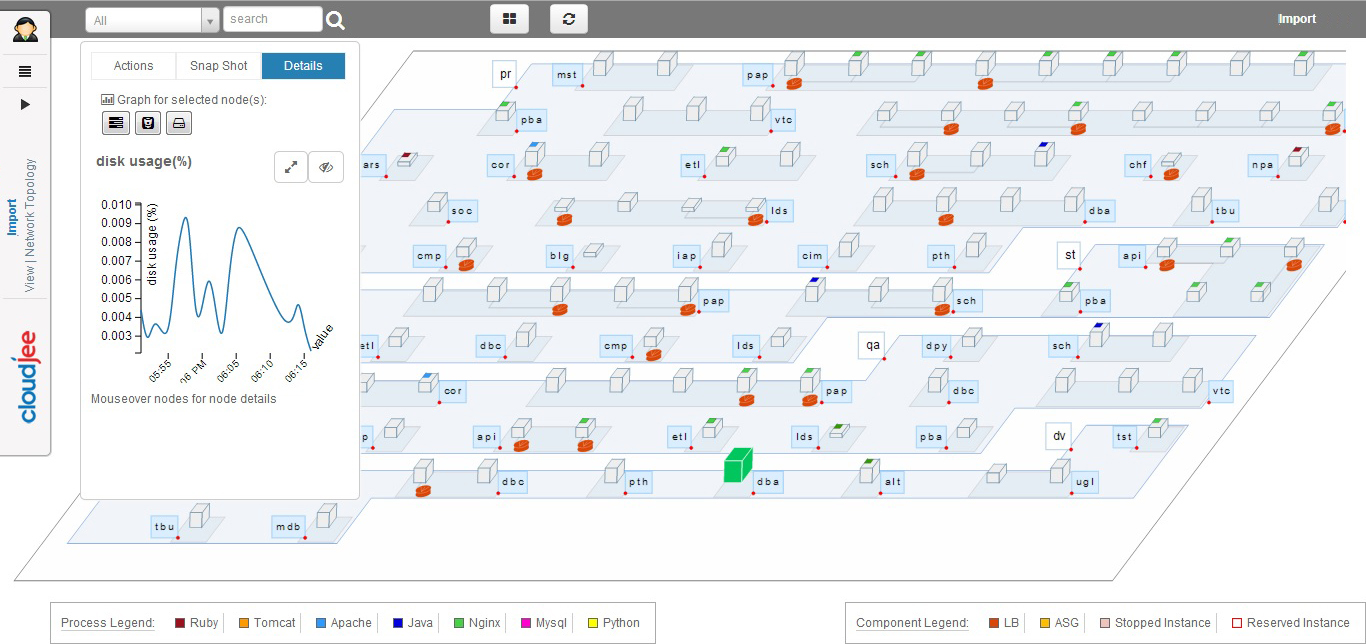 All
search
Import
Actions
Snap Shot
Details
Graph for selected node(s):
disk usage(%)
0.010
0.009
0.008
0.007
0.006
0.005
0.004
0.003
disk usage (%)
value
05:55
06 PM
06:05
06:10
06:15
Mouseover nodes for node details
Import
View | Network Topology
cloudjee
pr mst pap
pba vtc
ars cor etl sch chf npa
soc lds dba tbu
cmp blg iap cim pth st api
pap sch pba
etl dbc cmp lds qa dpy sch
cor pap dbc vtc
p api etl lds pba dv tst
dbc pth dba alt ugl
tbu mdb
Process Legend: Ruby Tomcat Apache Java Nginx Mysql Python
Component Legend: LB ASG Stopped Instance Reserved Instance